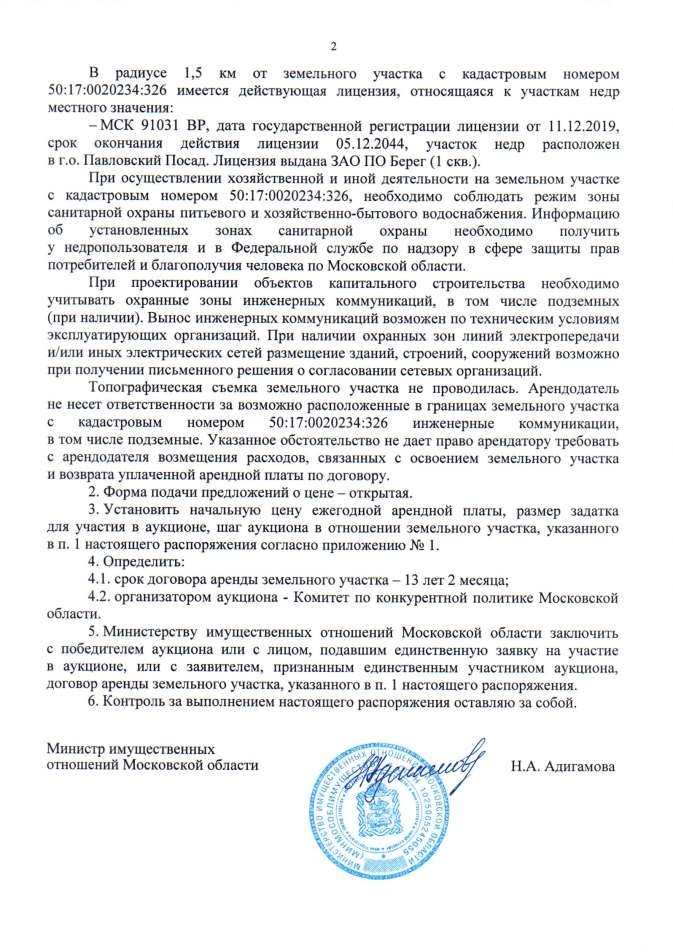 2
В радиусе 1,5 км от земельного участка с кадастровым номером
50:17:0020234:326 имеется действующая лицензия, относящаяся к участкам недр
местного значения:
– МСК 91031 ВР, дата государственной регистрации лицензии от 11.12.2019,
срок окончания действия лицензии 05.12.2044, участок недр расположен
в г.о. Павловский Посад. Лицензия выдана ЗАО ПО Берег (1 скв.).
При осуществлении хозяйственной и иной деятельности на земельном участке
с кадастровым номером 50:17:0020234:326, необходимо соблюдать режим зоны
санитарной охраны питьевого и хозяйственно-бытового водоснабжения. Информацию
об установленных зонах санитарной охраны необходимо получить
у недропользователя и в Федеральной службе по надзору в сфере защиты прав
потребителей и благополучия человека по Московской области.
При проектировании объектов капитального строительства необходимо
учитывать охранные зоны инженерных коммуникаций, в том числе подземных
(при наличии). Вынос инженерных коммуникаций возможен по техническим условиям
эксплуатирующих организаций. При наличии охранных зон линий электропередачи
и/или иных электрических сетей размещение зданий, строений, сооружений возможно
при получении письменного решения о согласовании сетевых организаций.
Топографическая съемка земельного участка не проводилась. Арендодатель
не несет ответственности за возможно расположенные в границах земельного участка
с кадастровым номером 50:17:0020234:326 инженерные коммуникации,
в том числе подземные. Указанное обстоятельство не дает право арендатору требовать
с арендодателя возмещения расходов, связанных с освоением земельного участка
и возврата уплаченной арендной платы по договору.
2. Форма подачи предложений о цене – открытая.
3. Установить начальную цену ежегодной арендной платы, размер задатка
для участия в аукционе, шаг аукциона в отношении земельного участка, указанного
в п. 1 настоящего распоряжения согласно приложению № 1.
4. Определить:
4.1. срок договора аренды земельного участка – 13 лет 2 месяца;
4.2. организатором аукциона - Комитет по конкурентной политике Московской
области.
5. Министерству имущественных отношений Московской области заключить
с победителем аукциона или с лицом, подавшим единственную заявку на участие
в аукционе, или с заявителем, признанным единственным участником аукциона,
договор аренды земельного участка, указанного в п. 1 настоящего распоряжения.
6. Контроль за выполнением настоящего распоряжения оставляю за собой.
Министр имущественных
отношений Московской области
Н.А. Адигамова
МИНИСТЕРСТВО ИМУЩЕСТВЕННЫХ ОТНОШЕНИЙ МОСКОВСКОЙ ОБЛАСТИ
(МИНМОСОБЛИМУЩЕСТВО)
1025005245055